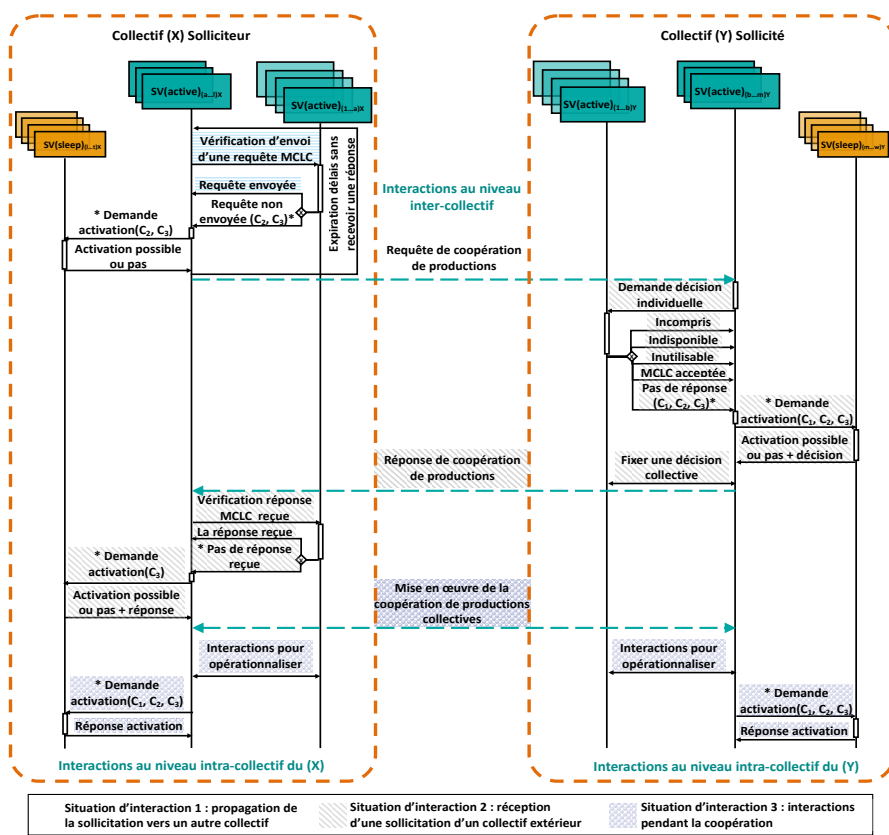 Collectif (X) Solliciteur
Collectif (Y) Sollicité
SV(active)(a...l)X
SV(active)(1...a)X
SV(active)(1...b)Y
SV(active)(b...m)Y
SV(sleep)X
SV(sleep)(m...w)Y
Vérification d'envoi
d'une requête MCLC
Requête envoyée
Requête non
envoyée (C2, C3)*
Expiration délais sans
recevoir une réponse
* Demande
activation(C2, C3)
Activation possible
ou pas
Interactions au niveau
inter-collectif
Requête de coopération
de productions
Demande décision
individuelle
Incompris
Indisponible
Inutilisable
MCLC acceptée
Pas de réponse
(C1, C2, C3)*
* Demande
activation(C1, C2, C3)
Activation possible
ou pas + décision
Réponse de coopération
de productions
Fixer une décision
collective
Vérification réponse
MCLC reçue
La réponse reçue
* Pas de réponse
reçue
* Demande
activation(C3)
Activation possible
ou pas + réponse
Mise en œuvre de la
coopération de productions
collectives
Interactions pour
opérationnaliser
Interactions pour
opérationnaliser
* Demande
activation(C1, C2, C3)
Réponse activation
* Demande
activation(C1, C2, C3)
Réponse activation
Interactions au niveau intra-collectif du (X)
Interactions au niveau intra-collectif du (Y)
Situation d'interaction 1 : propagation de
la sollicitation vers un autre collectif
Situation d'interaction 2 : réception
d'une sollicitation d'un collectif extérieur
Situation d'interaction 3 : interactions
pendant la coopération